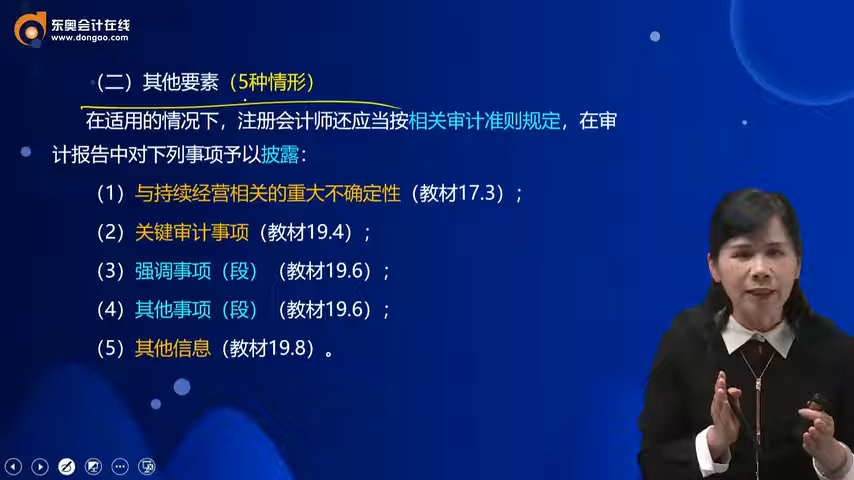 东奥会计在线
www.dongao.com
（二）其他要素（5种情形）
在适用的情况下，注册会计师还应当按相关审计准则规定，在审
计报告中对下列事项予以披露：
（1）与持续经营相关的重大不确定性（教材17.3）；
（2）关键审计事项（教材19.4）；
（3）强调事项（段）（教材19.6）；
（4）其他事项（段）（教材19.6）；
（5）其他信息（教材19.8）。